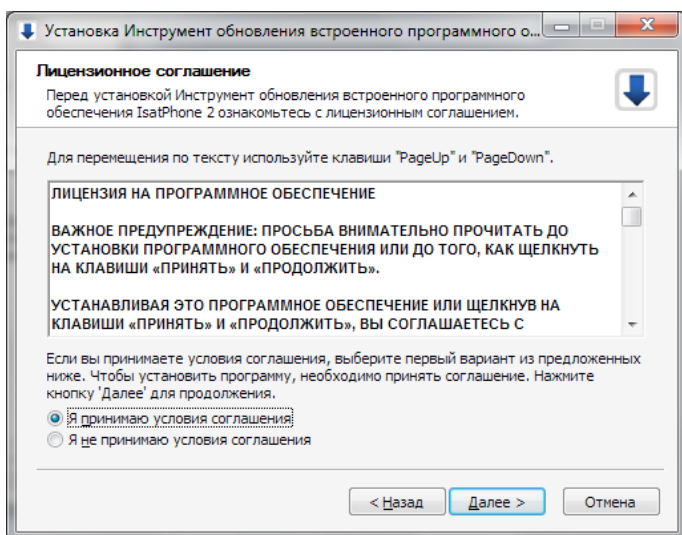 Установка Инструмент обновления встроенного программного о...
Лицензионное соглашение
Перед установкой Инструмент обновления встроенного программного
обеспечения IsatPhone 2 ознакомьтесь с лицензионным соглашением.
Для перемещения по тексту используйте клавиши "PageUp" и "PageDown".
ЛИЦЕНЗИЯ НА ПРОГРАММНОЕ ОБЕСПЕЧЕНИЕ
ВАЖНОЕ ПРЕДУПРЕЖДЕНИЕ: ПРОСЬБА ВНИМАТЕЛЬНО ПРОЧИТАТЬ ДО
УСТАНОВКИ ПРОГРАММНОГО ОБЕСПЕЧЕНИЯ ИЛИ ДО ТОГО, КАК ЩЕЛКНУТЬ
НА КЛАВИШИ «ПРИНЯТЬ» И «ПРОДОЛЖИТЬ».
УСТАНАВЛИВАЯ ЭТО ПРОГРАММНОЕ ОБЕСПЕЧЕНИЕ ИЛИ ЩЕЛКНУВ НА
КЛАВИШИ «ПРИНЯТЬ» И «ПРОДОЛЖИТЬ», ВЫ СОГЛАШАЕТЕСЬ С
Если вы принимаете условия соглашения, выберите первый вариант из предложенных
ниже. Чтобы установить программу, необходимо принять соглашение. Нажмите
кнопку 'Далее' для продолжения.
Я принимаю условия соглашения
Я не принимаю условия соглашения
< Назад Далее > Отмена